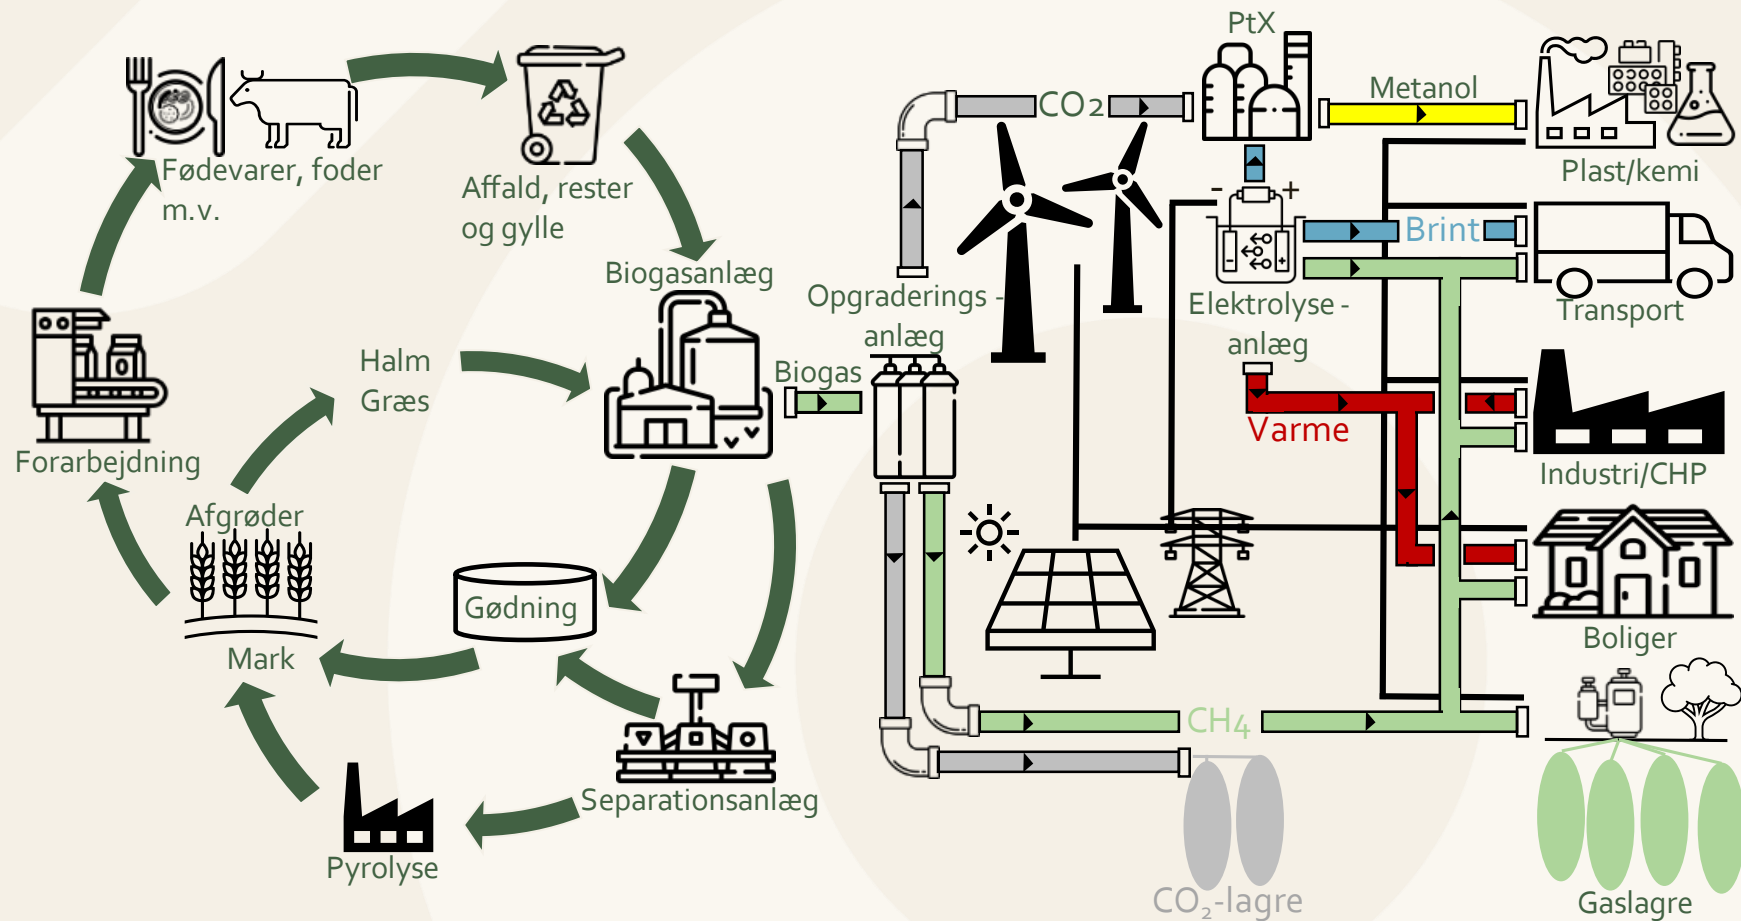 PtX
CO2
Metanol
Plast/kemi
Fødevarer, foder
m.v.
Affald, rester
og gylle
- +
Brint
Biogasanlæg
Opgraderings-
anlæg
Elektrolyse-
anlæg
Transport
Halm
Græs
Biogas
Varme
Forarbejdning
Industri/CHP
Afgrøder
Gødning
Mark
Boliger
CH4
Separationsanlæg
Pyrolyse
CO₂-lagre
Gaslagre